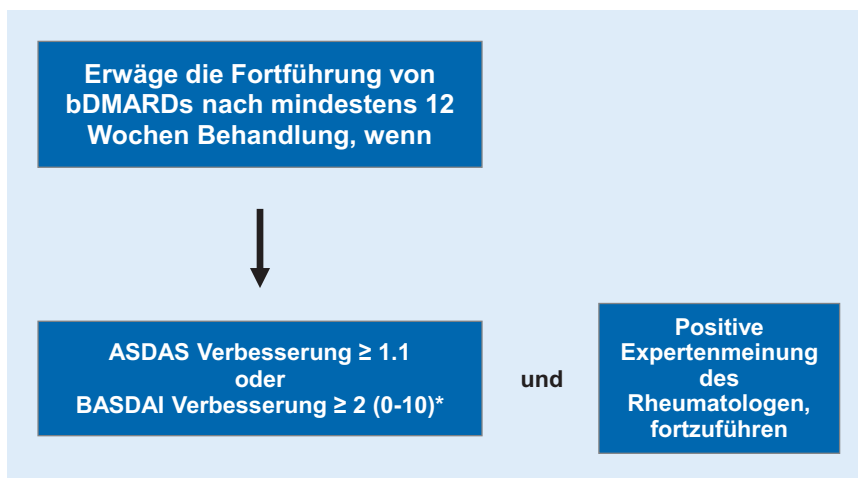 Erwäge die Fortführung von
bDMARDs nach mindestens 12
Wochen Behandlung, wenn
ASDAS Verbesserung ≥ 1.1
oder
BASDAI Verbesserung ≥ 2 (0-10)*
und
Positive
Expertenmeinung
des
Rheumatologen,
fortzuführen